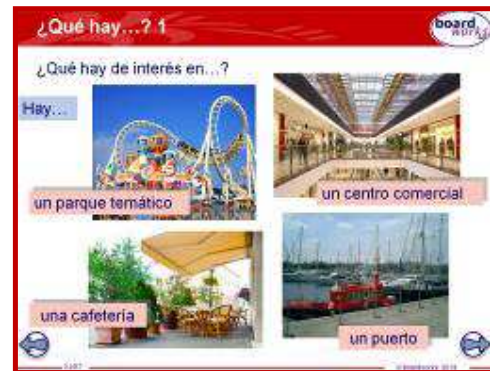 ¿Qué hay…? 1
board
works
¿Qué hay de interés en…?
Hay…
un parque temático
un centro comercial
una cafetería
un puerto